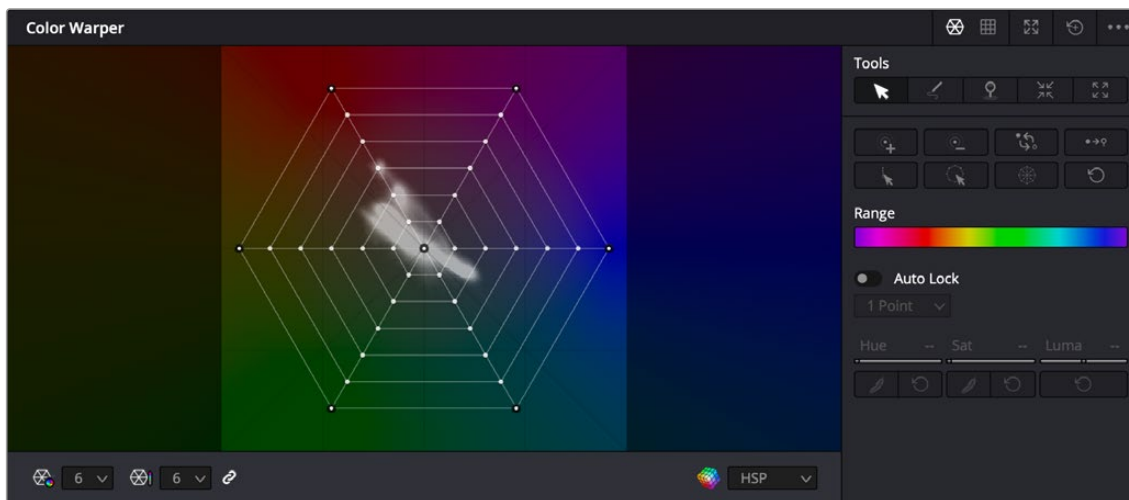 Color Warper
Tools
Range
Auto Lock
1 Point
Hue -- Sat -- Luma --
6 6 HSP